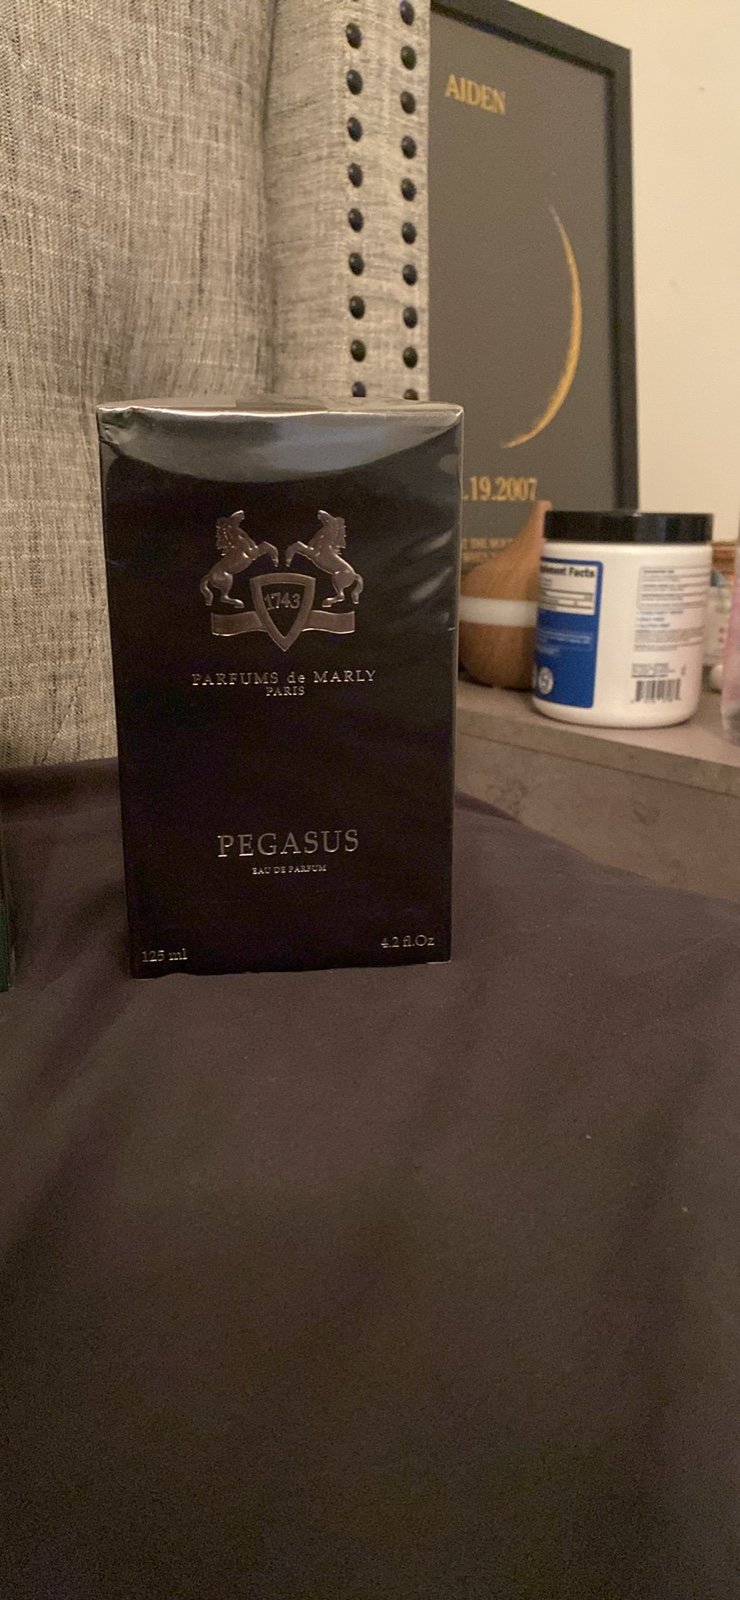 AIDEN
.19.2007
1743
PARFUMS de MARLY
PARIS
PEGASUS
EAU DE PARFUM
125 ml
4.2 fl.Oz
Facts